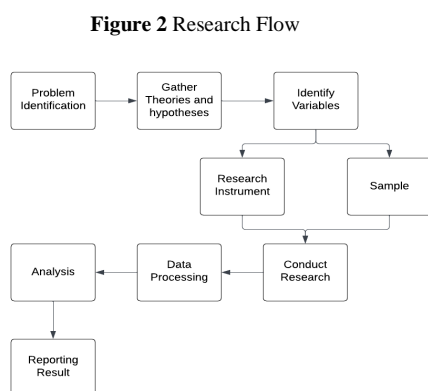 Figure 2 Research Flow
Problem
Identification
Gather
Theories and
hypotheses
Identify
Variables
Research
Instrument
Sample
Conduct
Research
Data
Processing
Analysis
Reporting
Result